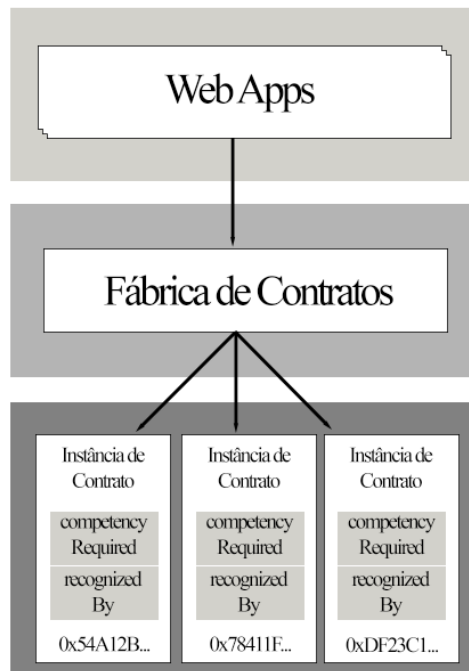 Web Apps
Fábrica de Contratos
Instância de
Contrato
competency
Required
recognized
By
0x54A12B...
Instância de
Contrato
competency
Required
recognized
By
0x78411F...
Instância de
Contrato
competency
Required
recognized
By
0xDF23C1...